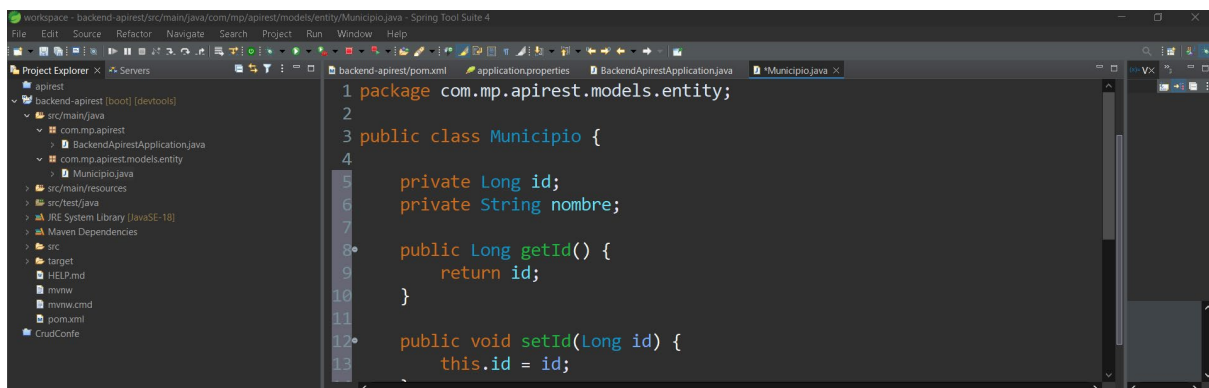 workspace - backend-apirest/src/main/java/com/mp/apirest/models/entity/Municipio.java - Spring Tool Suite 4
File Edit Source Refactor Navigate Search Project Run Window Help
Project Explorer × Servers
backend-apirest/pom.xml application.properties BackendApirestApplication.java *Municipio.java ×
apirest
backend-apirest [boot] [devtools]
src/main/java
com.mp.apirest
BackendApirestApplication.java
com.mp.apirest.models.entity
Municipio.java
src/main/resources
src/test/java
JRE System Library [JavaSE-18]
Maven Dependencies
src
target
HELP.md
mvnw
mvnw.cmd
pom.xml
CrudConfe
1 package com.mp.apirest.models.entity;
2
3 public class Municipio {
4
5 private Long id;
6 private String nombre;
7
8 public Long getId() {
9 return id;
10 }
11
12 public void setId(Long id) {
13 this.id = id;